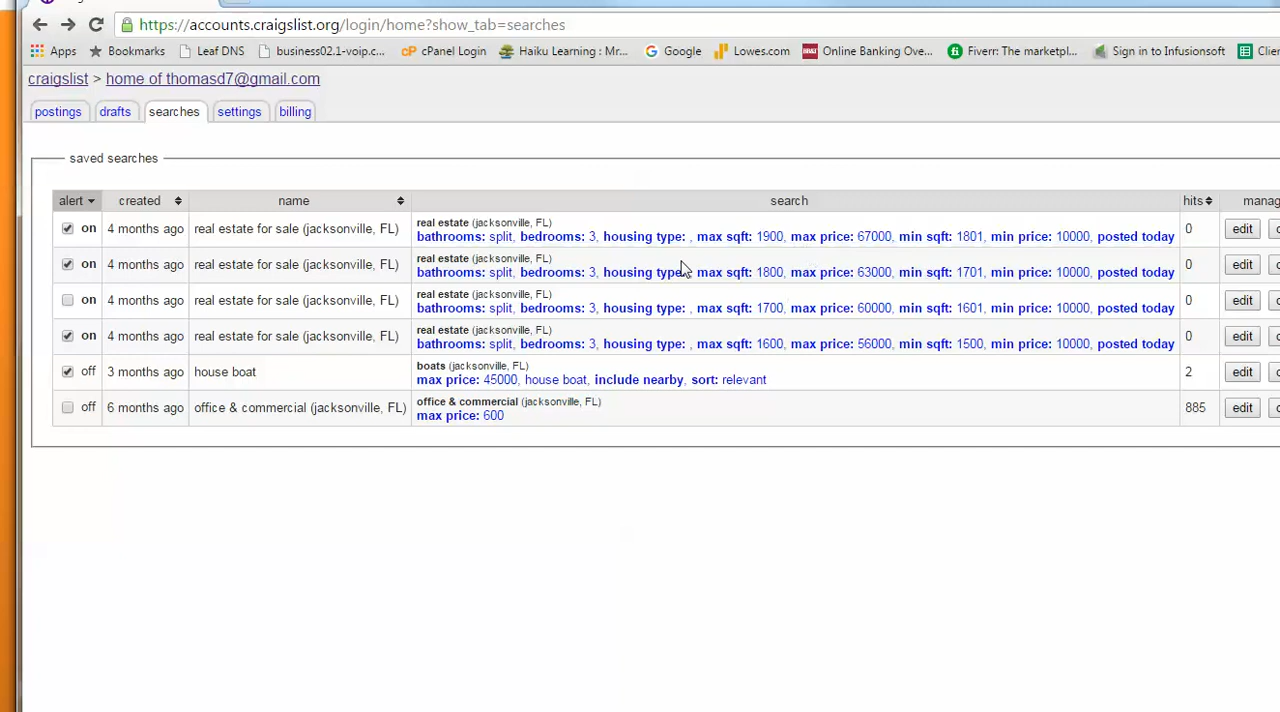 https://accounts.craigslist.org/login/home?show_tab=searches
Apps Bookmarks Leaf DNS business02.1-voip.c... cP cPanel Login Haiku Learning : Mr... G Google Lowes.com BB&T Online Banking Ove... fi Fiverr: The marketpl... Sign in to Infusionsoft Clie
craigslist > home of thomasd7@gmail.com
postings drafts searches settings billing
saved searches
alert created name search hits manag
on 4 months ago real estate for sale (jacksonville, FL) real estate (jacksonville, FL) 0 edit
bathrooms: split, bedrooms: 3, housing type: , max sqft: 1900, max price: 67000, min sqft: 1801, min price: 10000, posted today
on 4 months ago real estate for sale (jacksonville, FL) real estate (jacksonville, FL) 0 edit
bathrooms: split, bedrooms: 3, housing type: , max sqft: 1800, max price: 63000, min sqft: 1701, min price: 10000, posted today
on 4 months ago real estate for sale (jacksonville, FL) real estate (jacksonville, FL) 0 edit
bathrooms: split, bedrooms: 3, housing type: , max sqft: 1700, max price: 60000, min sqft: 1601, min price: 10000, posted today
on 4 months ago real estate for sale (jacksonville, FL) real estate (jacksonville, FL) 0 edit
bathrooms: split, bedrooms: 3, housing type: , max sqft: 1600, max price: 56000, min sqft: 1500, min price: 10000, posted today
off 3 months ago house boat boats (jacksonville, FL) 2 edit
max price: 45000, house boat, include nearby, sort: relevant
off 6 months ago office & commercial (jacksonville, FL) office & commercial (jacksonville, FL) 885 edit
max price: 600